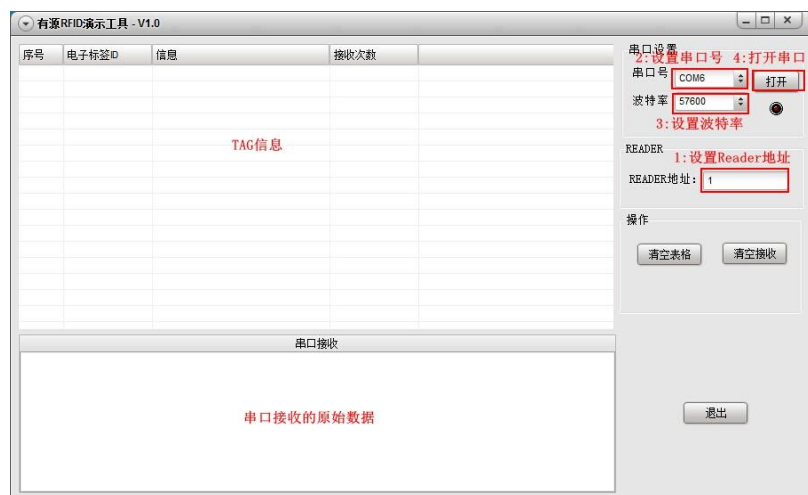 有源RFID演示工具 - V1.0
序号 电子标签ID 信息 接收次数
TAG信息
串口接收
串口接收的原始数据
串口设置
2:设置串口号 4:打开串口
串口号 COM6 打开
波特率 57600
3:设置波特率
READER
1:设置Reader地址
READER地址: 1
操作
清空表格 清空接收
退出